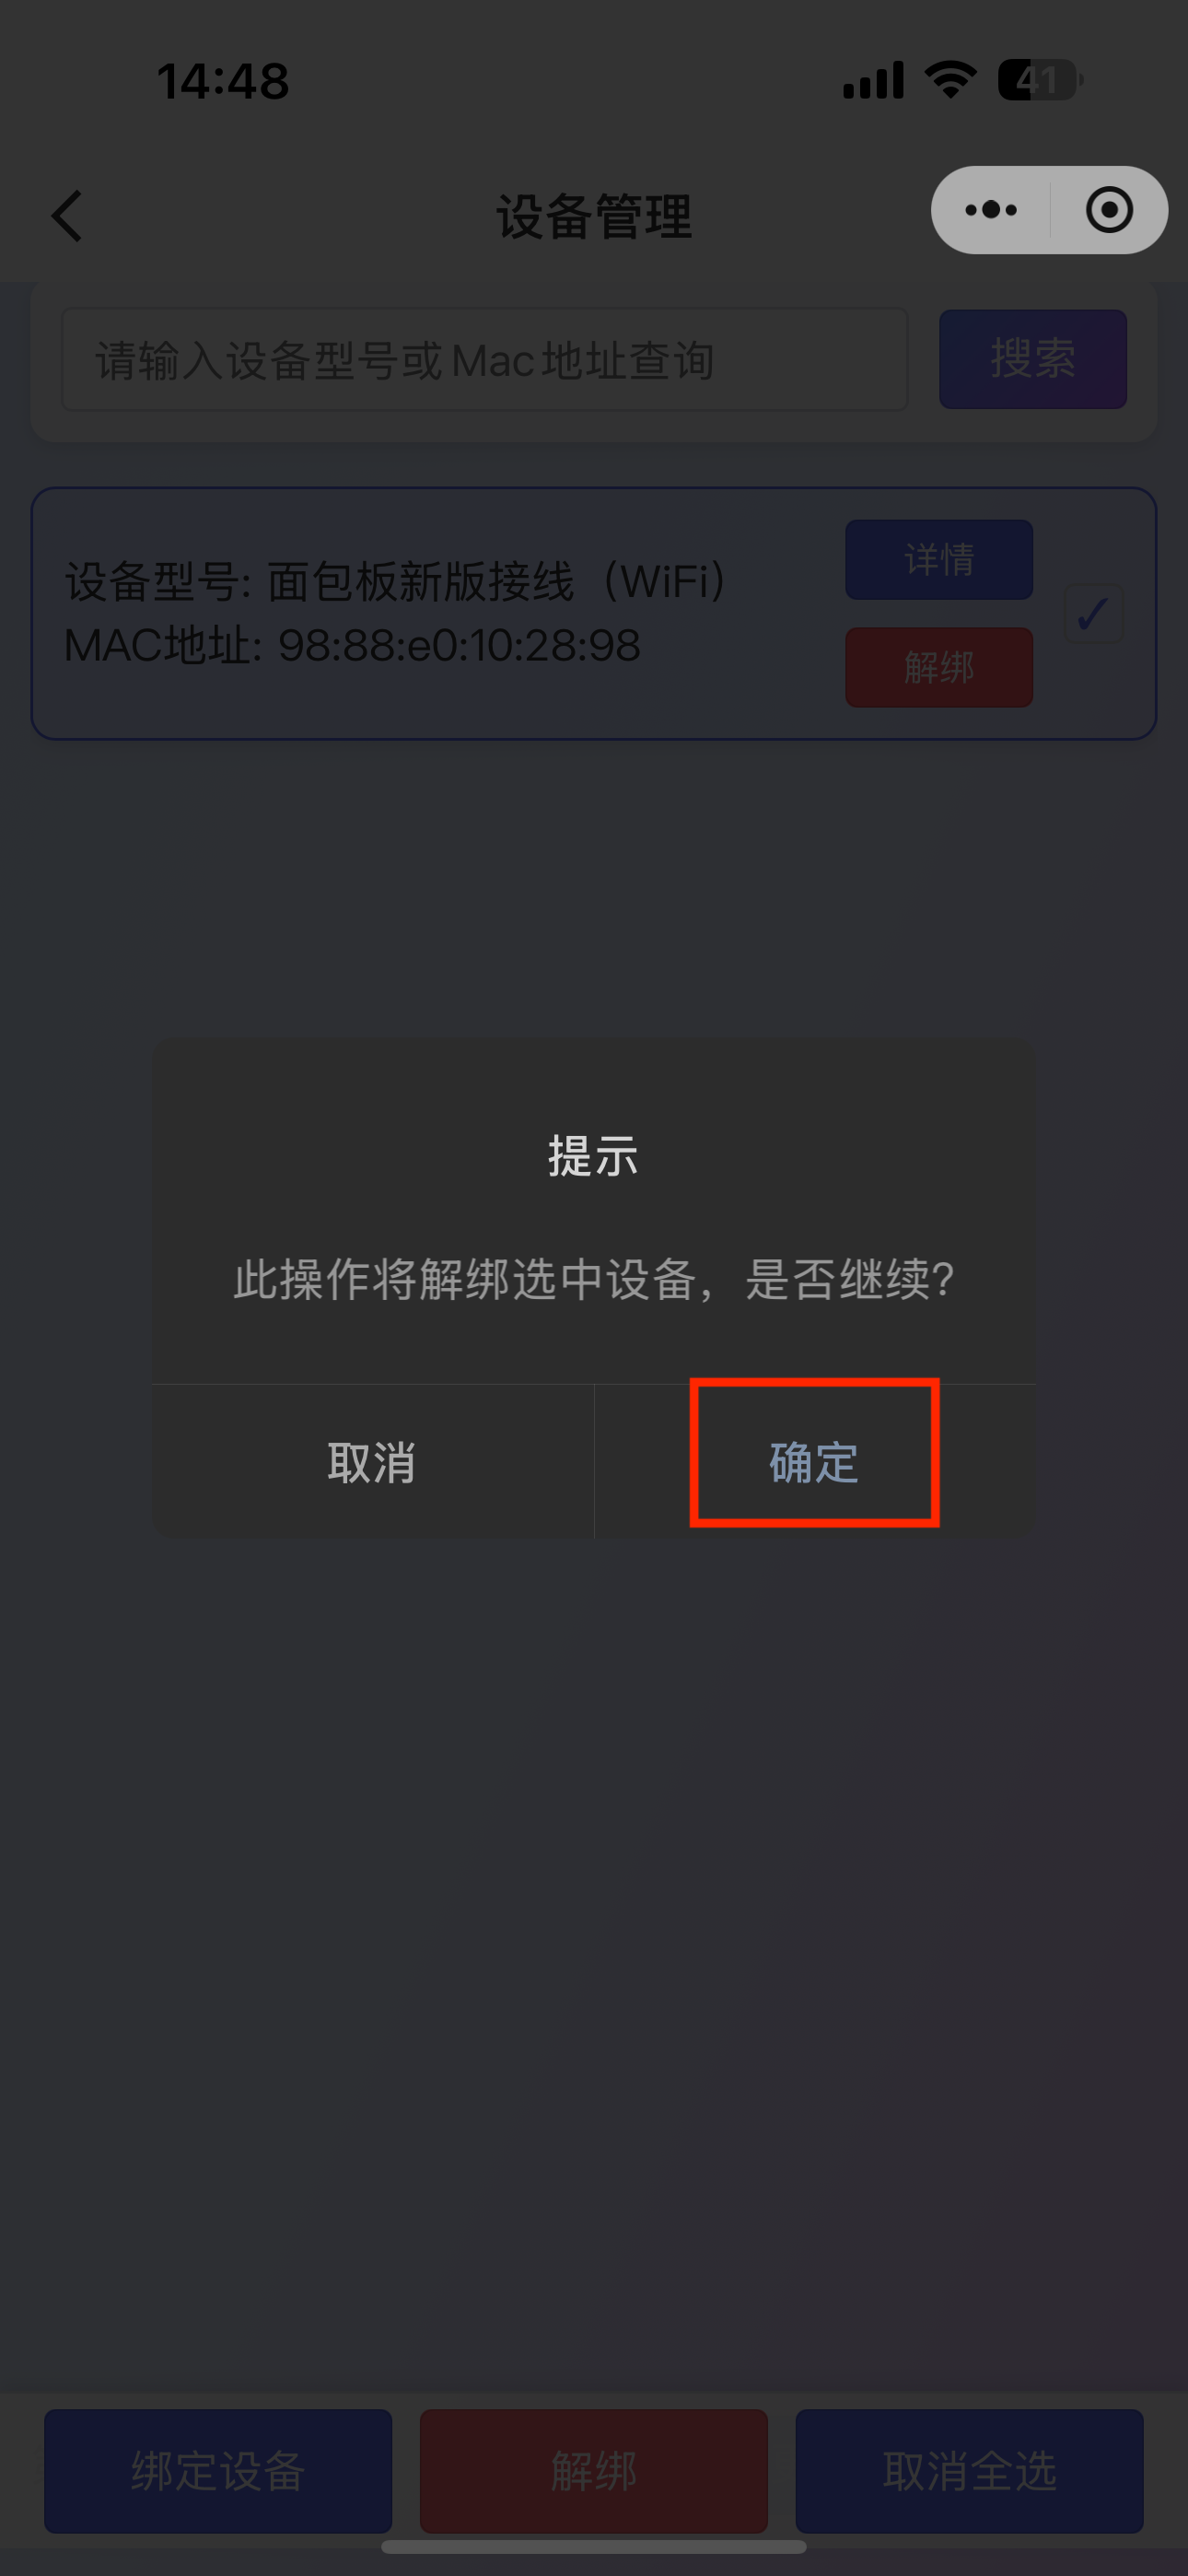 14:48
41
设备管理
请输入设备型号或 Mac 地址查询
搜索
设备型号: 面包板新版接线（WiFi）
MAC地址: 98:88:e0:10:28:98
详情
解绑
提示
此操作将解绑选中设备，是否继续?
取消
确定
绑定设备
解绑
取消全选